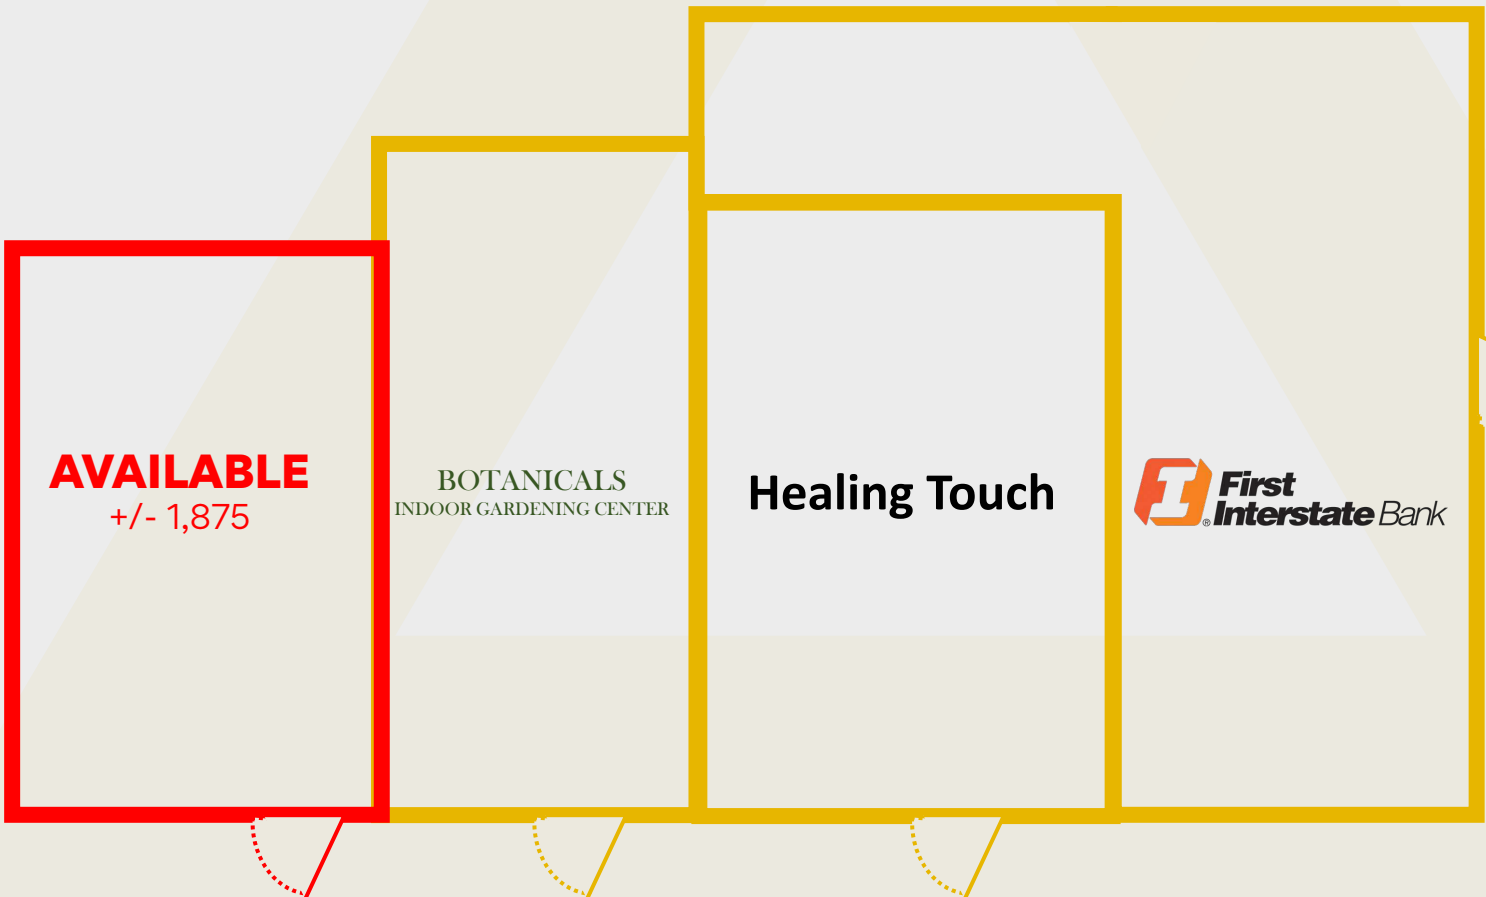 AVAILABLE
+/- 1,875
BOTANICALS
INDOOR GARDENING CENTER
Healing Touch
First
Interstate Bank
®